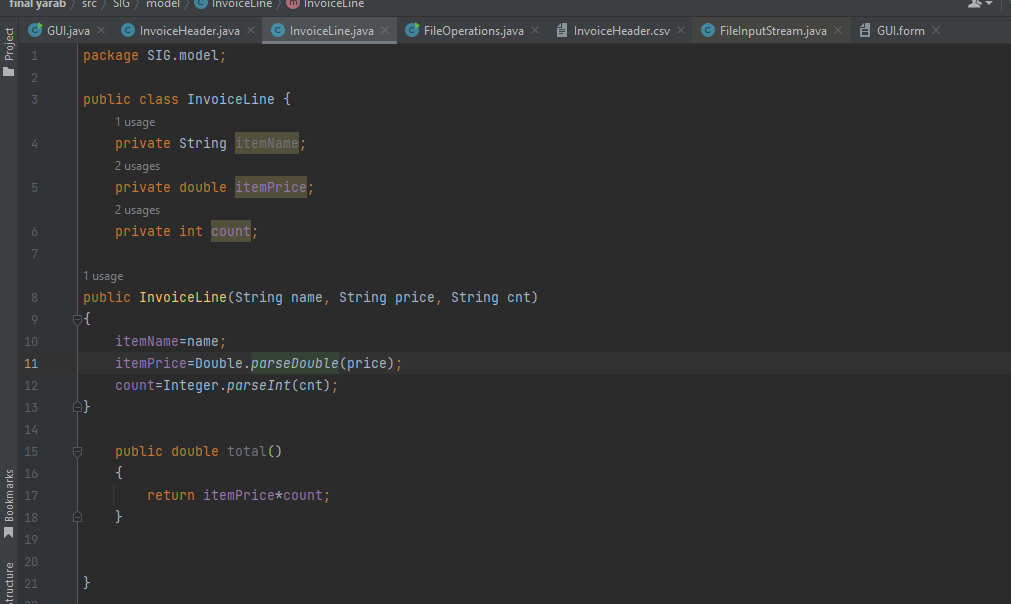 final yarab / src / SIG / model / InvoiceLine / InvoiceLine
GUI.java InvoiceHeader.java InvoiceLine.java FileOperations.java InvoiceHeader.csv FileInputStream.java GUI.form
Project
1 package SIG.model;
2
3 public class InvoiceLine {
1 usage
4 private String itemName;
2 usages
5 private double itemPrice;
2 usages
6 private int count;
7
1 usage
8 public InvoiceLine(String name, String price, String cnt)
9 {
10 itemName=name;
11 itemPrice=Double.parseDouble(price);
12 count=Integer.parseInt(cnt);
13 }
14
15 public double total()
16 {
17 return itemPrice*count;
18 }
19
20
21 }
22
Bookmarks
Structure